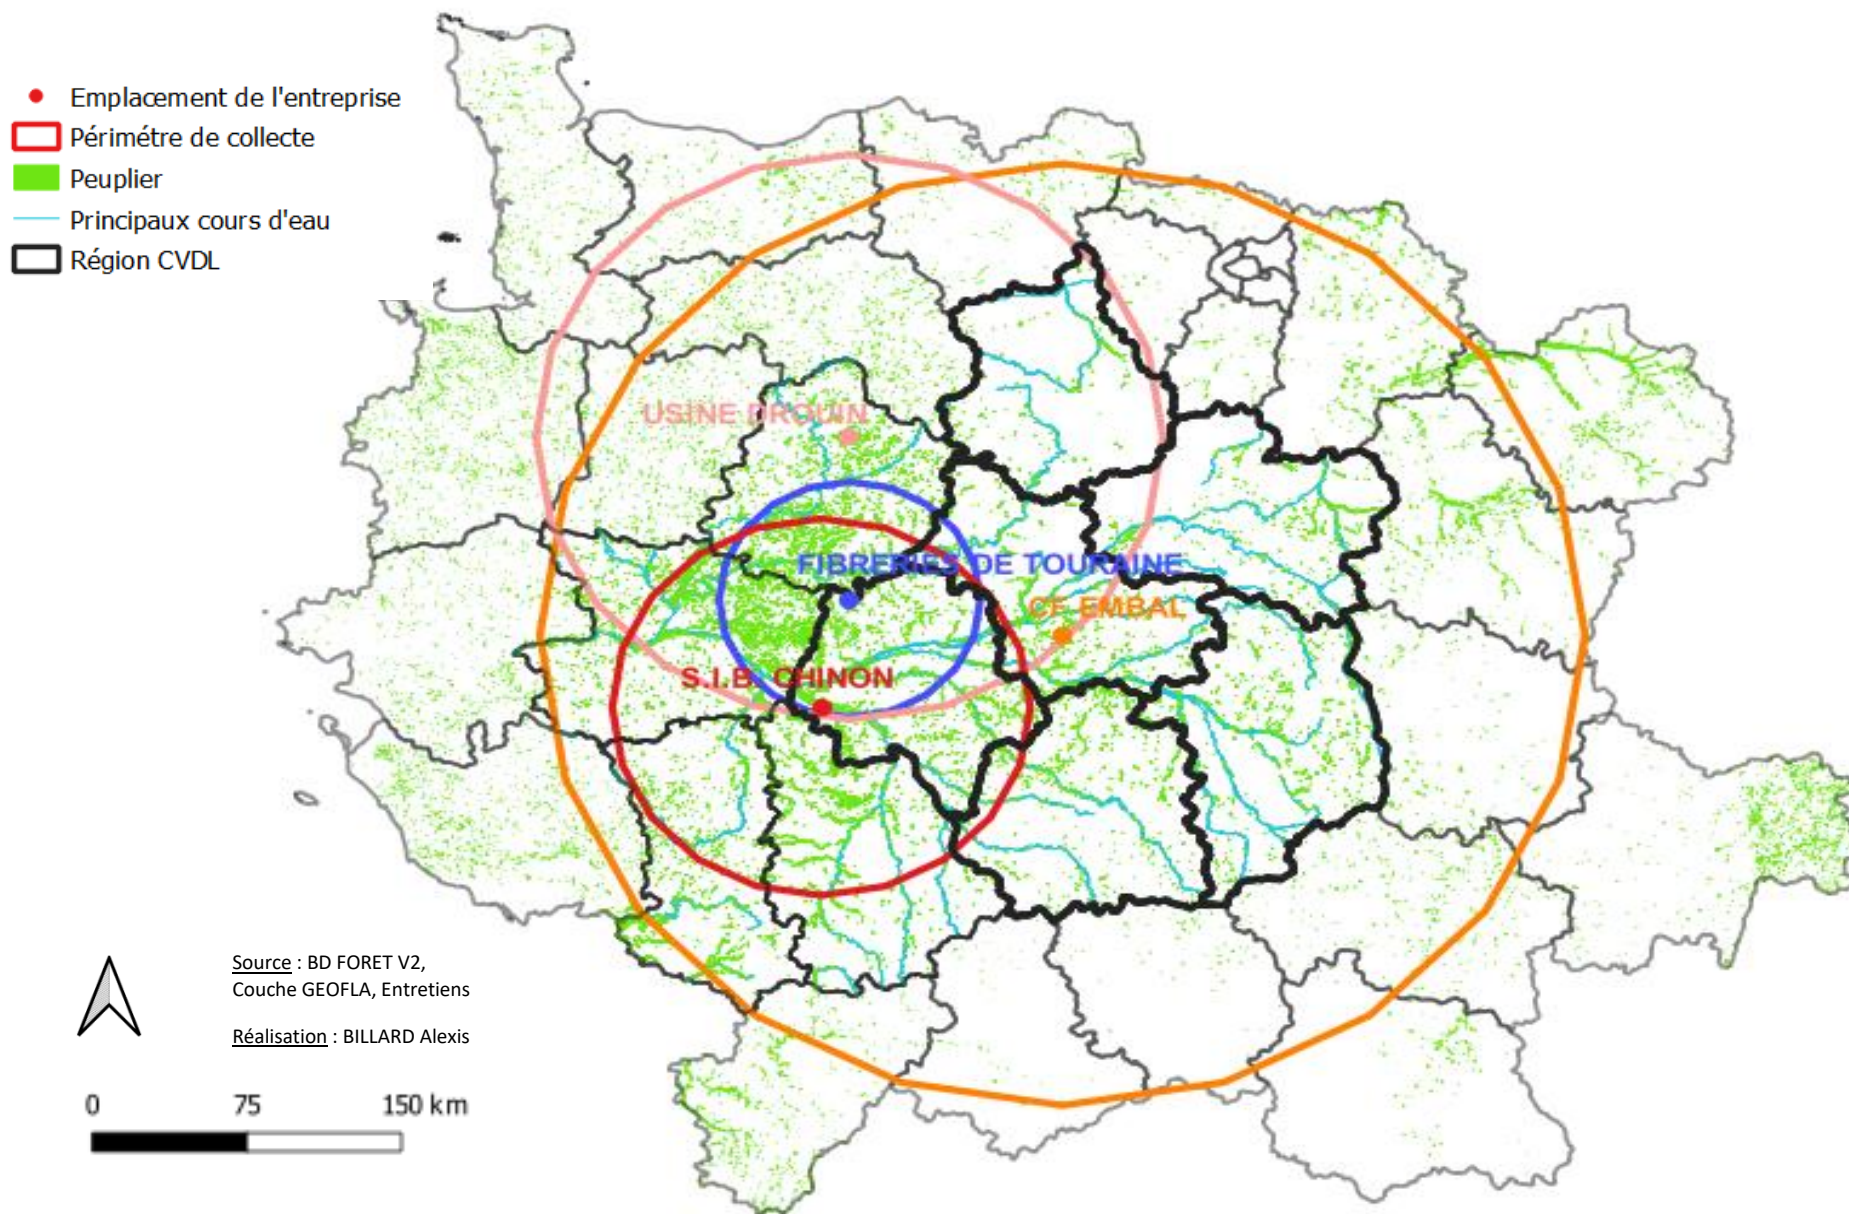 Emplacement de l'entreprise
Périmétre de collecte
Peuplier
Principaux cours d'eau
Région CVDL
USINE DROUIN
FIBRERIES DE TOURAINE
CF EMBAL
S.I.B. CHINON
Source : BD FORET V2,
Couche GEOFLA, Entretiens
Réalisation : BILLARD Alexis
0 75 150 km